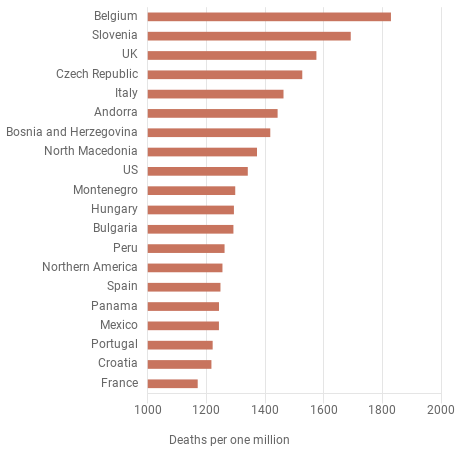 Belgium
Slovenia
UK
Czech Republic
Italy
Andorra
Bosnia and Herzegovina
North Macedonia
US
Montenegro
Hungary
Bulgaria
Peru
Northern America
Spain
Panama
Mexico
Portugal
Croatia
France
1000 1200 1400 1600 1800 2000
Deaths per one million